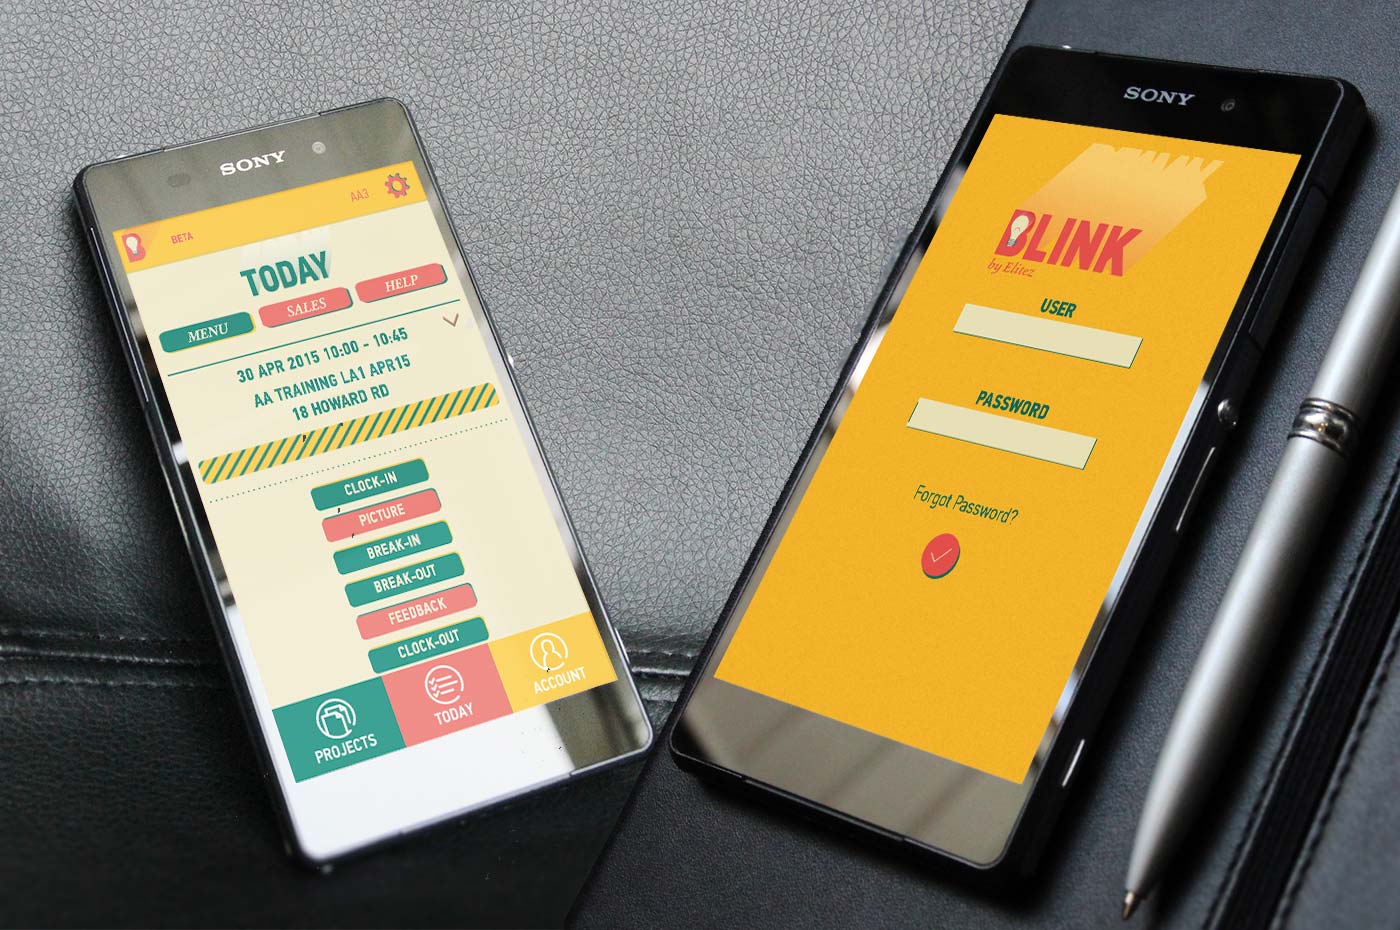 SONY
AA3
BETA
TODAY
MENU
SALES
HELP
30 APR 2015 10:00 - 10:45
AA TRAINING LA1 APR15
18 HOWARD RD
CLOCK-IN
PICTURE
BREAK-IN
BREAK-OUT
FEEDBACK
CLOCK-OUT
PROJECTS
TODAY
ACCOUNT
SONY
BLINK
by Elitez
USER
PASSWORD
Forgot Password?